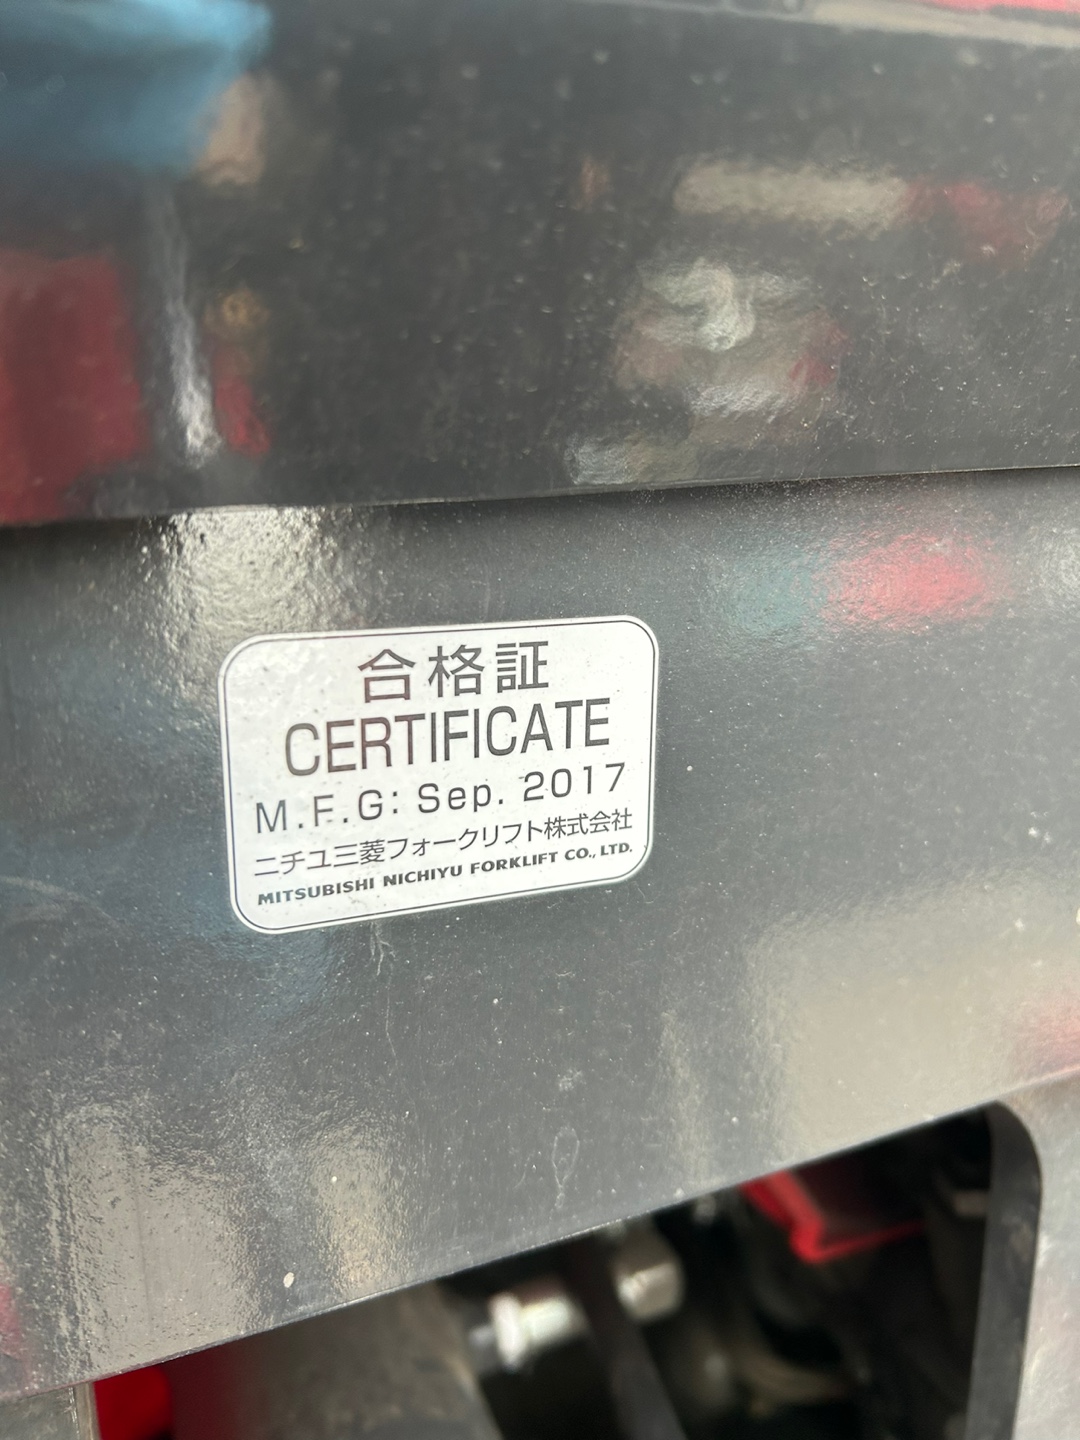 合格証
CERTIFICATE
M.F.G: Sep. 2017
ニチユ三菱フォークリフト株式会社
MITSUBISHI NICHIYU FORKLIFT CO., LTD.